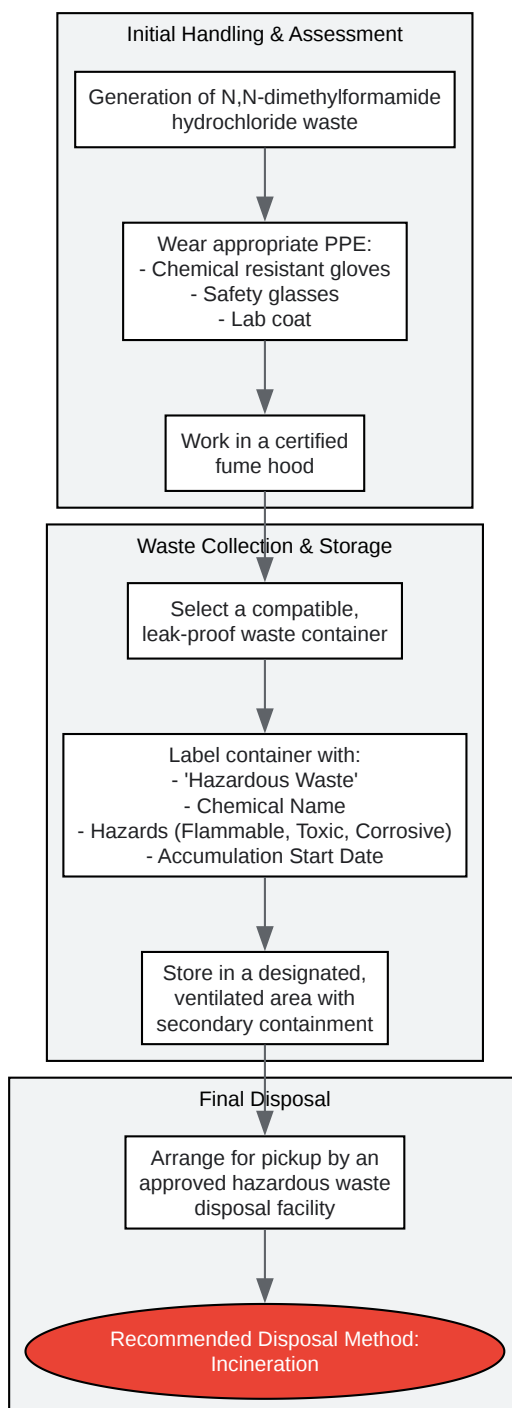 Initial Handling & Assessment
Generation of N,N-dimethylformamide
hydrochloride waste
Wear appropriate PPE:
- Chemical resistant gloves
- Safety glasses
- Lab coat
Work in a certified
fume hood
Waste Collection & Storage
Select a compatible,
leak-proof waste container
Label container with:
- 'Hazardous Waste'
- Chemical Name
- Hazards (Flammable, Toxic, Corrosive)
- Accumulation Start Date
Store in a designated,
ventilated area with
secondary containment
Final Disposal
Arrange for pickup by an
approved hazardous waste
disposal facility
Recommended Disposal Method:
Incineration